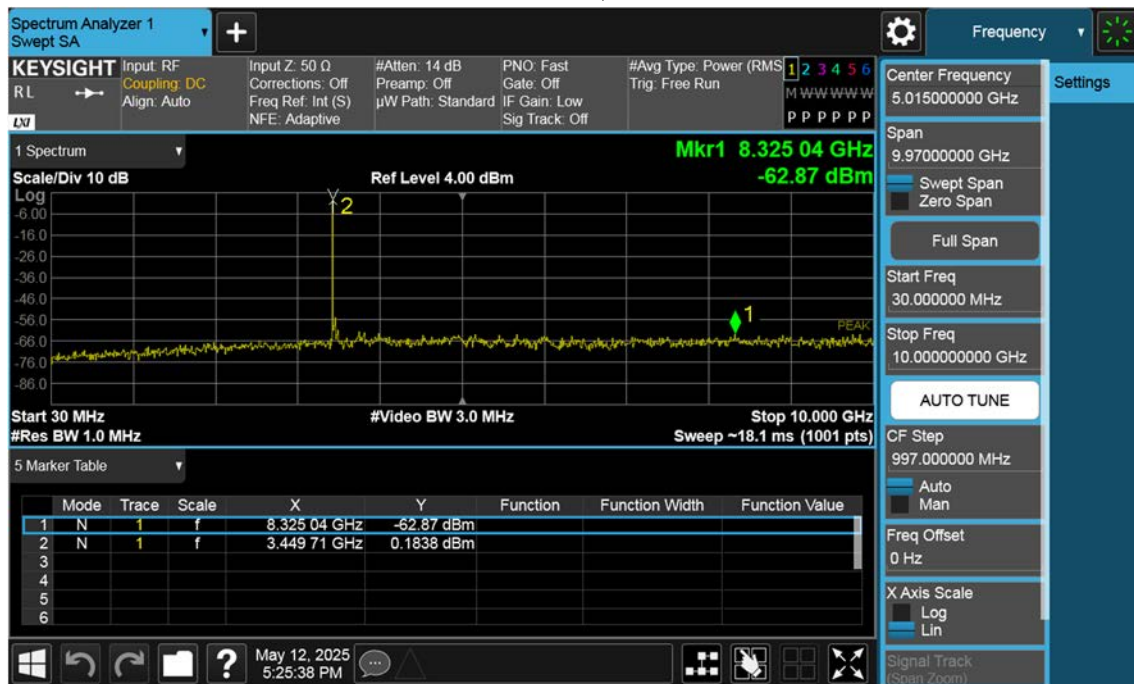 Spectrum Analyzer 1
Swept SA
+
Frequency
KEYSIGHT
RL
LXI
Input: RF
Coupling: DC
Align: Auto
Input Z: 50 Ω
Corrections: Off
Freq Ref: Int (S)
NFE: Adaptive
#Atten: 14 dB
Preamp: Off
µW Path: Standard
PNO: Fast
Gate: Off
IF Gain: Low
Sig Track: Off
#Avg Type: Power (RMS
Trig: Free Run
1 2 3 4 5 6
M W W W W W
P P P P P P
1 Spectrum
Scale/Div 10 dB
Ref Level 4.00 dBm
Mkr1 8.325 04 GHz
-62.87 dBm
Log
-6.00
-16.0
-26.0
-36.0
-46.0
-56.0
-66.0
-76.0
-86.0
2
1
PEAK
Start 30 MHz
#Video BW 3.0 MHz
Stop 10.000 GHz
#Res BW 1.0 MHz
Sweep ~18.1 ms (1001 pts)
5 Marker Table
Mode Trace Scale X Y Function Function Width Function Value
1 N 1 f 8.325 04 GHz -62.87 dBm
2 N 1 f 3.449 71 GHz 0.1838 dBm
3
4
5
6
?
May 12, 2025
5:25:38 PM
Center Frequency
5.015000000 GHz
Span
9.97000000 GHz
Swept Span
Zero Span
Full Span
Start Freq
30.000000 MHz
Stop Freq
10.000000000 GHz
AUTO TUNE
CF Step
997.000000 MHz
Auto
Man
Freq Offset
0 Hz
X Axis Scale
Log
Lin
Signal Track
(Span Zoom)
Settings